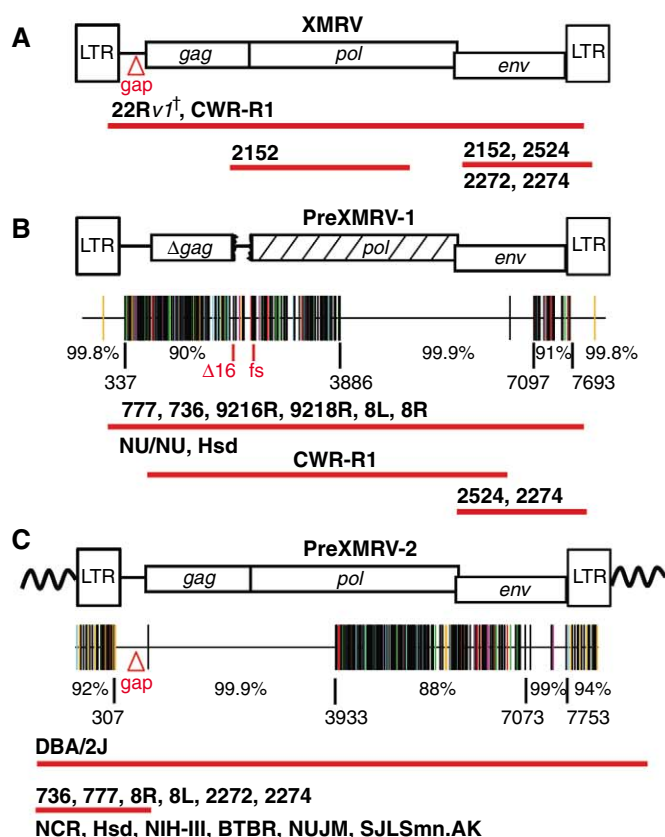 A
XMRV
LTR gag pol env LTR
gap
22Rv1†, CWR-R1
2152
2152, 2524
2272, 2274
B
PreXMRV-1
LTR Δgag pol env LTR
99.8% 90% Δ16 fs 99.9% 91% 99.8%
337 3886 7097 7693
777, 736, 9216R, 9218R, 8L, 8R
NU/NU, Hsd
CWR-R1
2524, 2274
C
PreXMRV-2
LTR gag pol env LTR
gap
92% 99.9% 88% 99% 94%
307 3933 7073 7753
DBA/2J
736, 777, 8R, 8L, 2272, 2274
NCR, Hsd, NIH-III, BTBR, NUJM, SJLSmn.AK